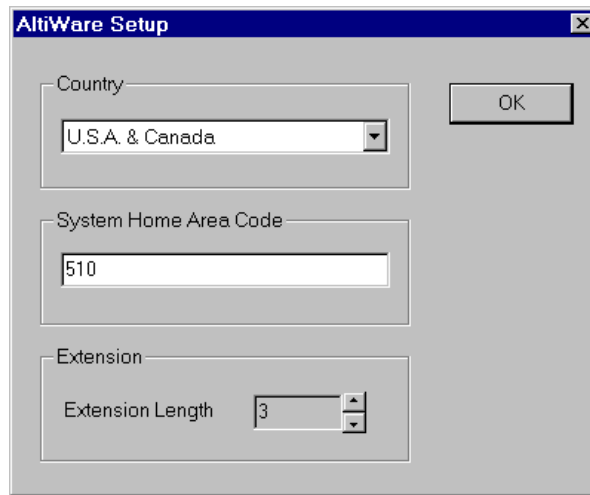 AltiWare Setup
Country
U.S.A. & Canada
OK
System Home Area Code
510
Extension
Extension Length 3